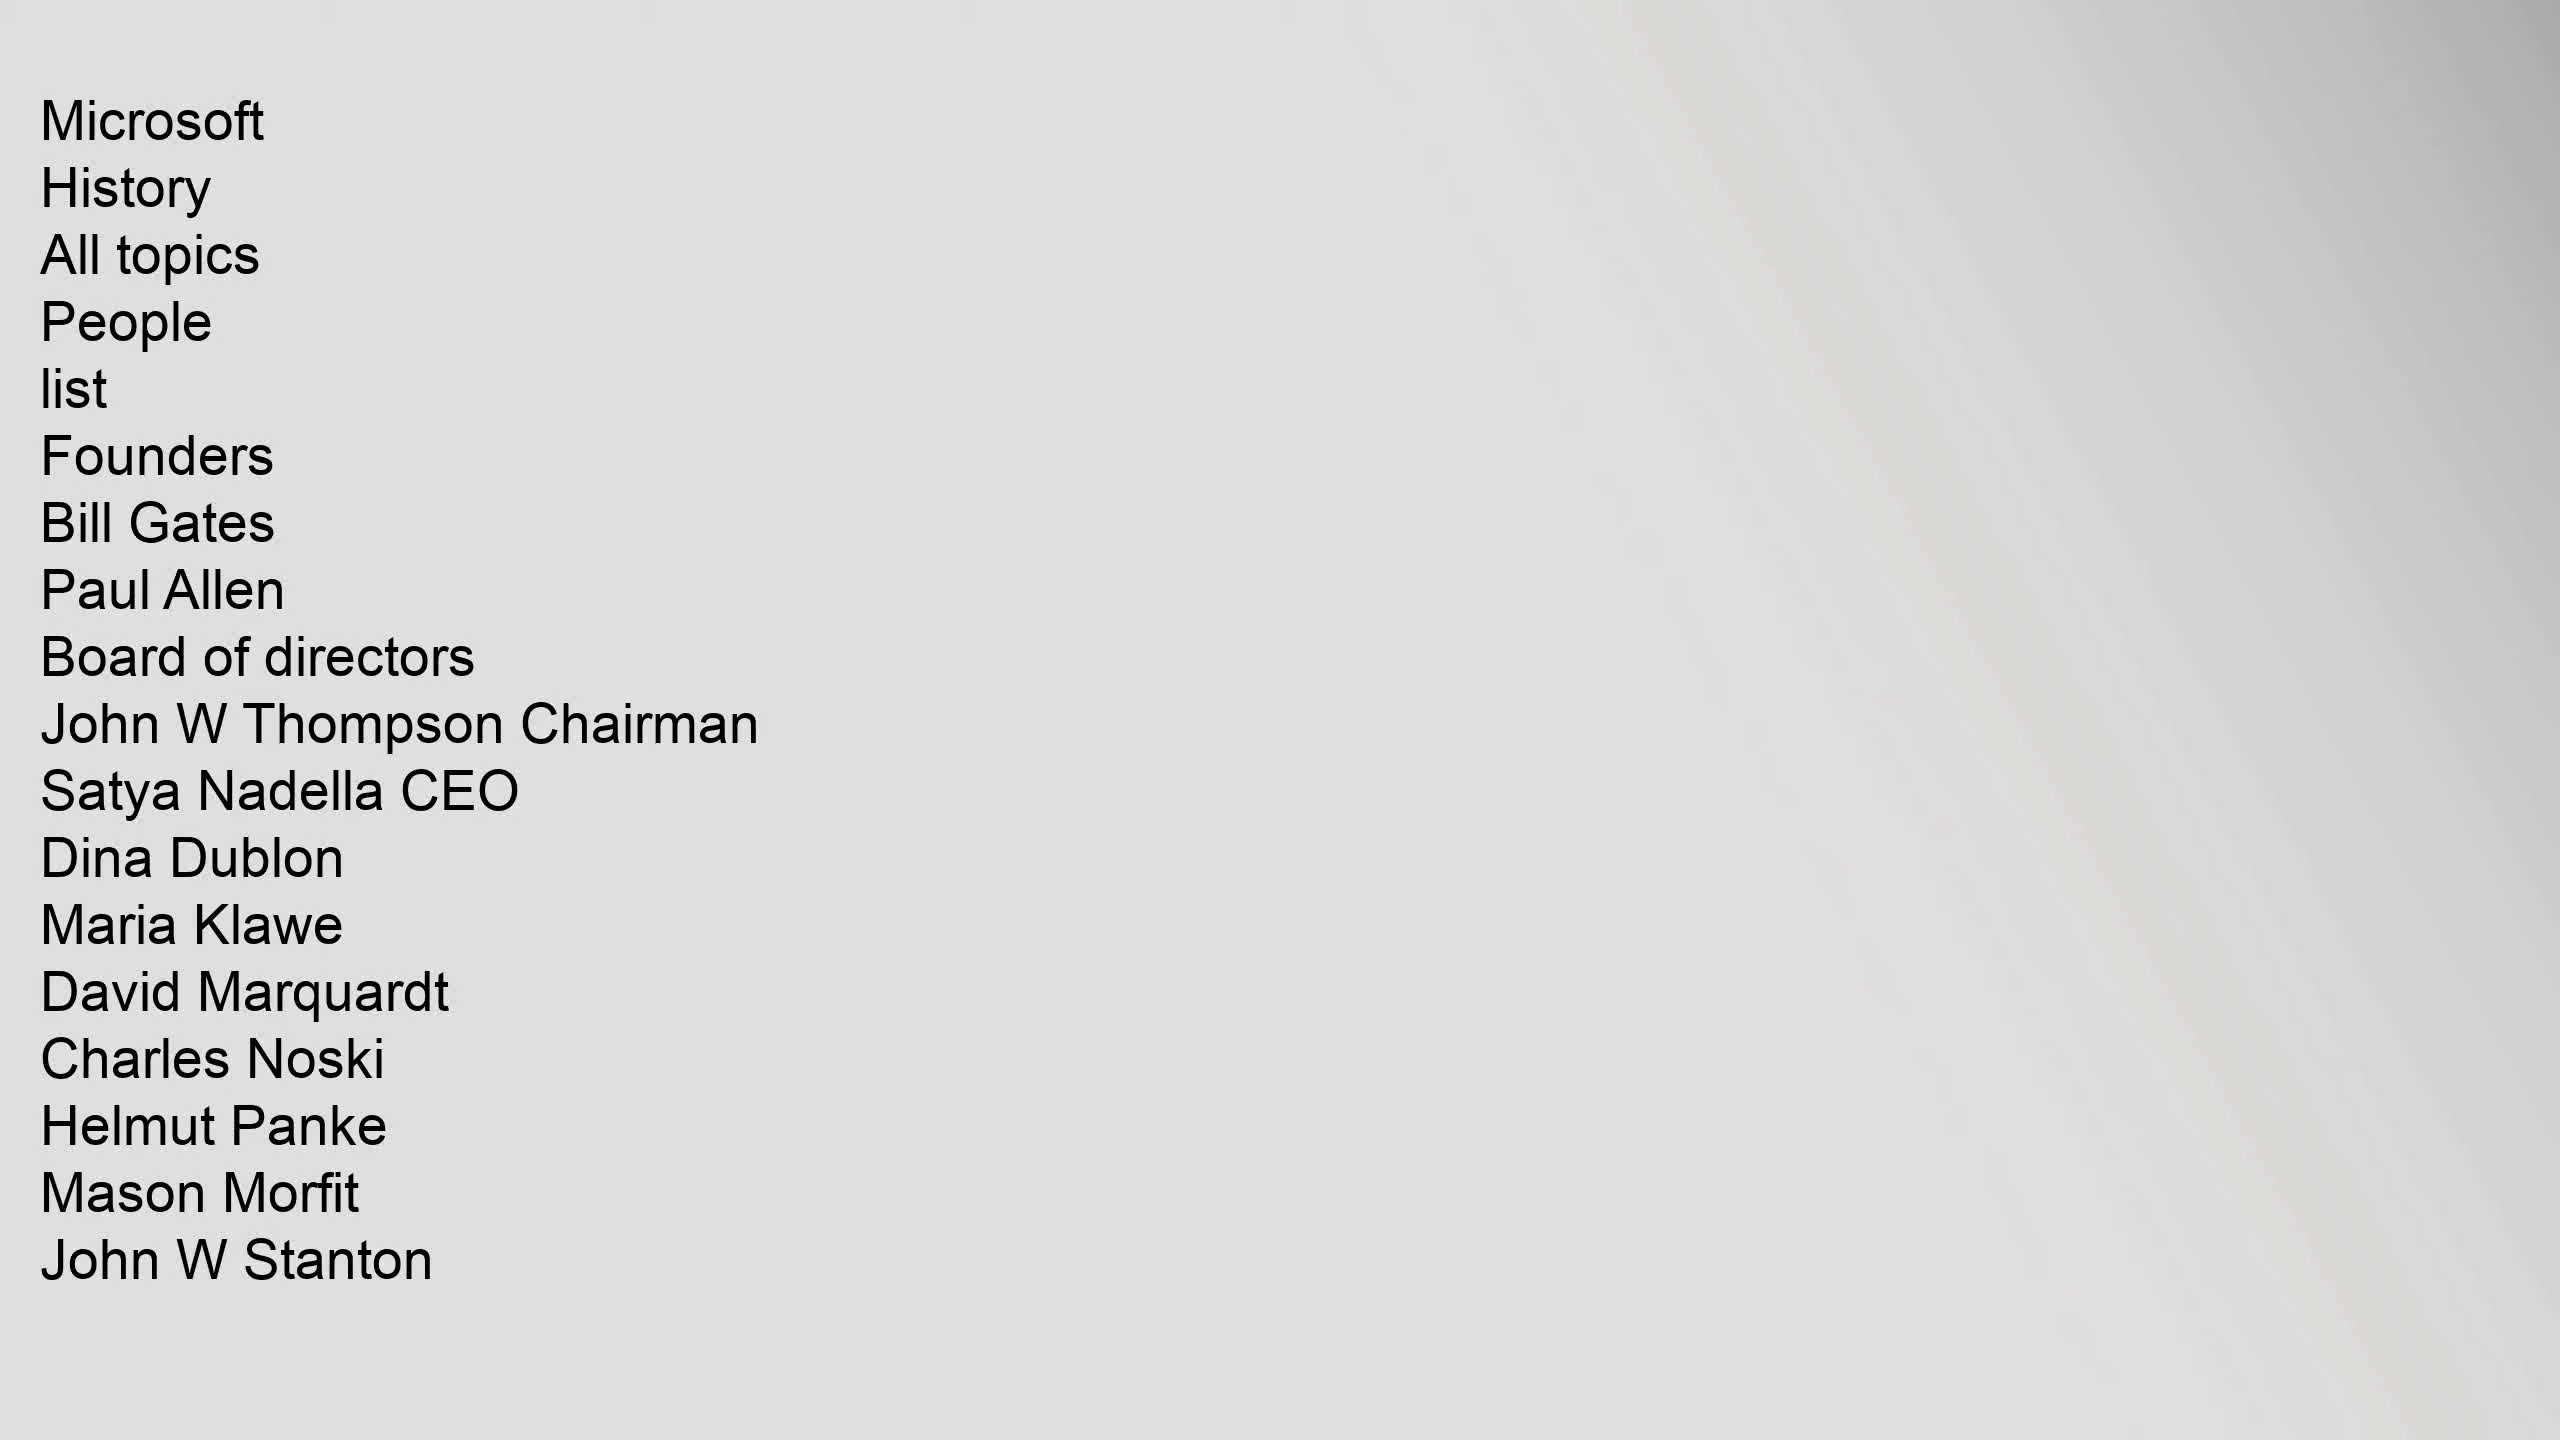 Microsoft
History
All topics
People
list
Founders
Bill Gates
Paul Allen
Board of directors
John W Thompson Chairman
Satya Nadella CEO
Dina Dublon
Maria Klawe
David Marquardt
Charles Noski
Helmut Panke
Mason Morfit
John W Stanton